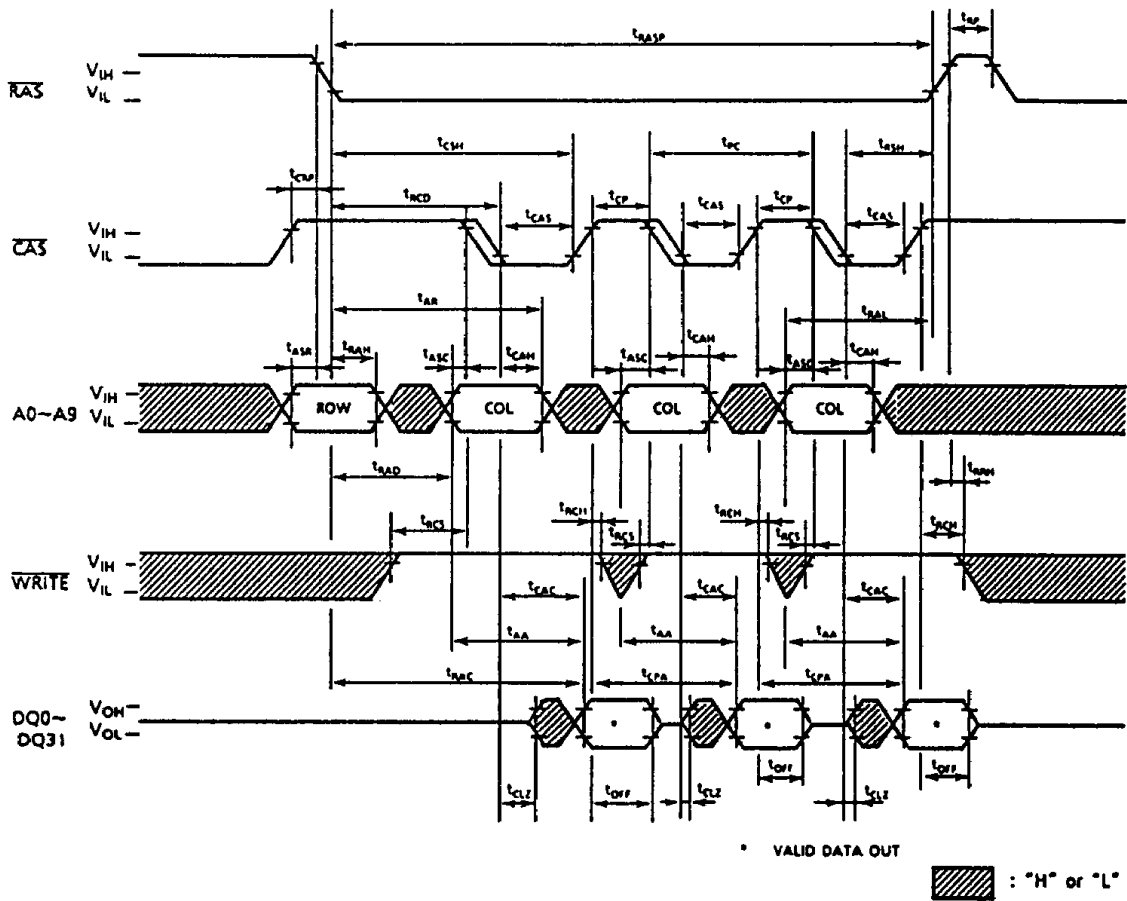 tRP
tRASP
RAS
VIH
VIL
tCSH
tPC
tRSH
tCRP
tRCD
tCAS
tCP
tCAS
tCP
tCAS
CAS
VIH
VIL
tAR
tRAL
tASR
tRAH
tASC
tCAH
tASC
tCAH
tASC
tCAH
A0~A9
VIH
VIL
ROW
COL
COL
COL
tRAD
tRRH
tRCS
tRCH
tRCS
tRCH
tRCS
tRCH
WRITE
VIH
VIL
tCAC
tCAC
tCAC
tAA
tAA
tAA
tRAC
tCPA
tCPA
DQ0~
DQ31
VOH
VOL
*
*
*
tCLZ
tOFF
tCLZ
tOFF
tCLZ
tOFF
* VALID DATA OUT
: "H" or "L"